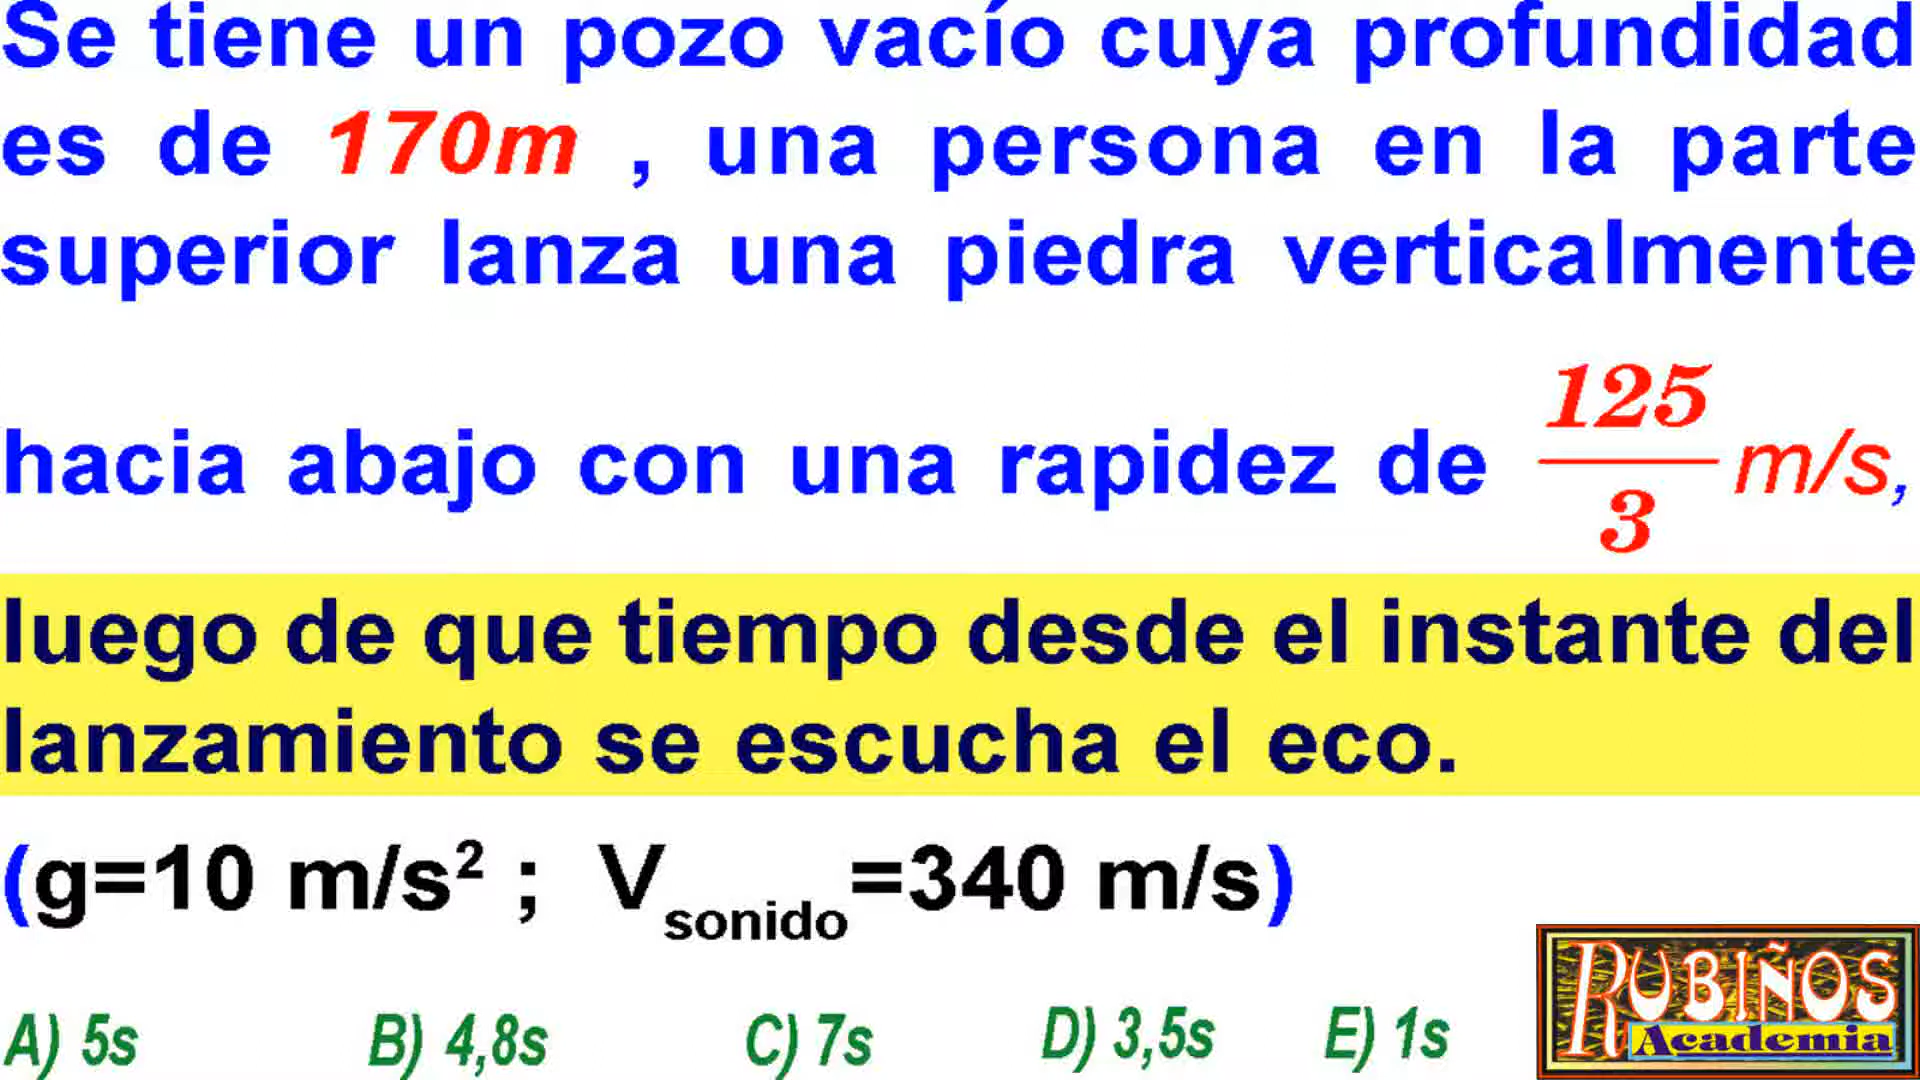 Se tiene un pozo vacío cuya profundidad
es de 170m , una persona en la parte
superior lanza una piedra verticalmente
hacia abajo con una rapidez de 125/3 m/s,
luego de que tiempo desde el instante del
lanzamiento se escucha el eco.
(g=10 m/s² ; Vsonido=340 m/s)
A) 5s B) 4,8s C) 7s D) 3,5s E) 1s
RUBIÑOS
Academia